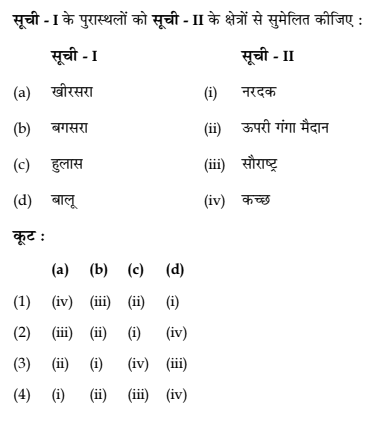 सूची - I के पुरास्थलों को सूची - II के क्षेत्रों से सुमेलित कीजिए :
सूची - I सूची - II
(a) खीरसरा (i) नरदक
(b) बगसरा (ii) ऊपरी गंगा मैदान
(c) हुलास (iii) सौराष्ट्र
(d) बालू (iv) कच्छ
कूट :
(a) (b) (c) (d)
(1) (iv) (iii) (ii) (i)
(2) (iii) (ii) (i) (iv)
(3) (ii) (i) (iv) (iii)
(4) (i) (ii) (iii) (iv)